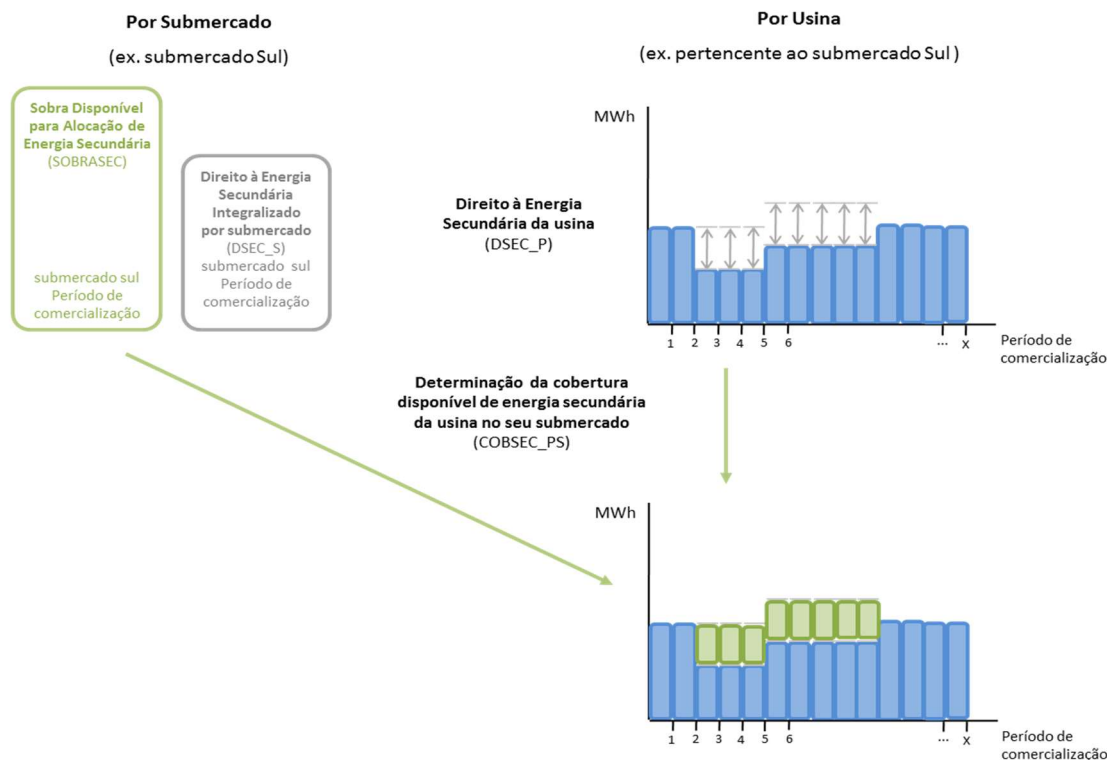 Por Submercado
(ex. submercado Sul)
Sobra Disponível
para Alocação de
Energia Secundária
(SOBRASEC)
submercado sul
Período de
comercialização
Direito à Energia
Secundária
Integralizado
por submercado
(DSEC_S)
submercado sul
Período de
comercialização
Por Usina
(ex. pertencente ao submercado Sul )
MWh
Direito à Energia
Secundária da usina
(DSEC_P)
1 2 3 4 5 6 ... X
Período de
comercialização
Determinação da cobertura
disponível de energia secundária
da usina no seu submercado
(COBSEC_PS)
MWh
1 2 3 4 5 6 ... X
Período de
comercialização